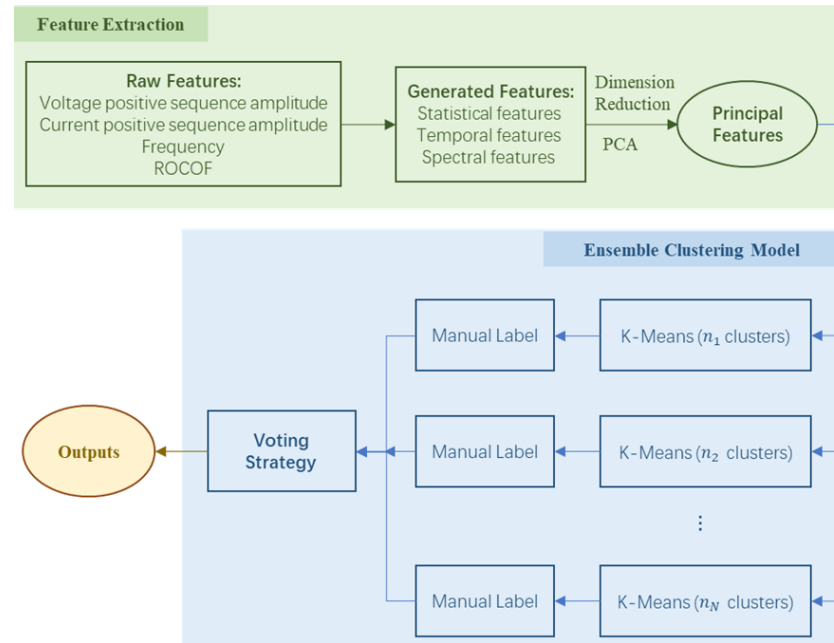 Feature Extraction
Raw Features:
Voltage positive sequence amplitude
Current positive sequence amplitude
Frequency
ROCOF
Generated Features:
Statistical features
Temporal features
Spectral features
Dimension
Reduction
PCA
Principal
Features
Ensemble Clustering Model
Manual Label
K-Means (n₁ clusters)
Outputs
Voting
Strategy
Manual Label
K-Means (n₂ clusters)
⋮
Manual Label
K-Means (n_N clusters)